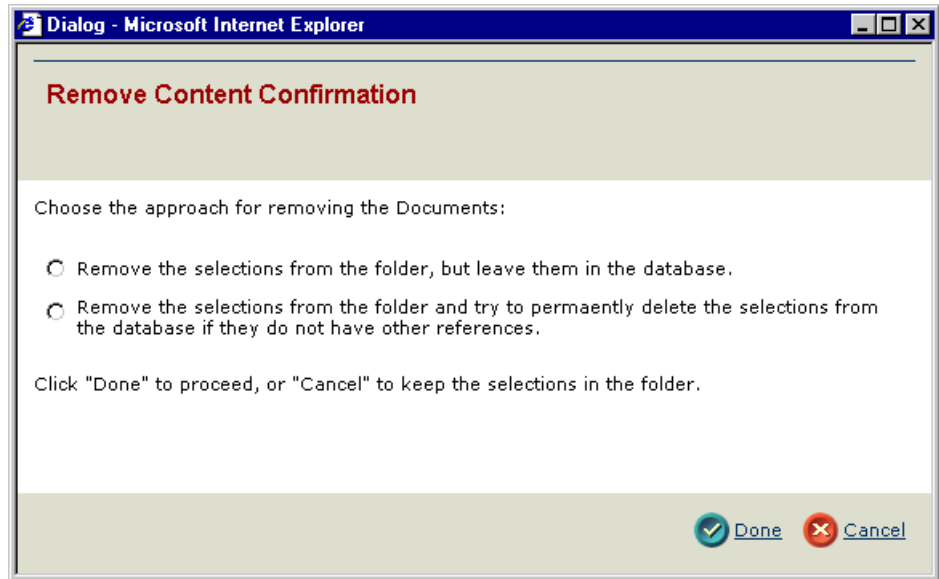 Dialog - Microsoft Internet Explorer
Remove Content Confirmation
Choose the approach for removing the Documents:
Remove the selections from the folder, but leave them in the database.
Remove the selections from the folder and try to permaently delete the selections from
the database if they do not have other references.
Click "Done" to proceed, or "Cancel" to keep the selections in the folder.
Done Cancel